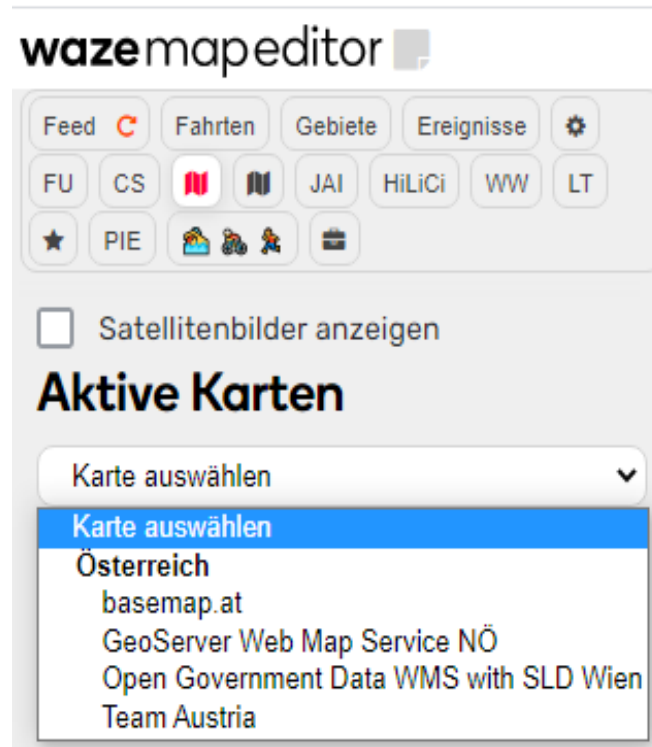 wazemapeditor
Feed Fahrten Gebiete Ereignisse
FU CS JAI HiLiCi WW LT
PIE
Satellitenbilder anzeigen
Aktive Karten
Karte auswählen
Karte auswählen
Österreich
basemap.at
GeoServer Web Map Service NÖ
Open Government Data WMS with SLD Wien
Team Austria